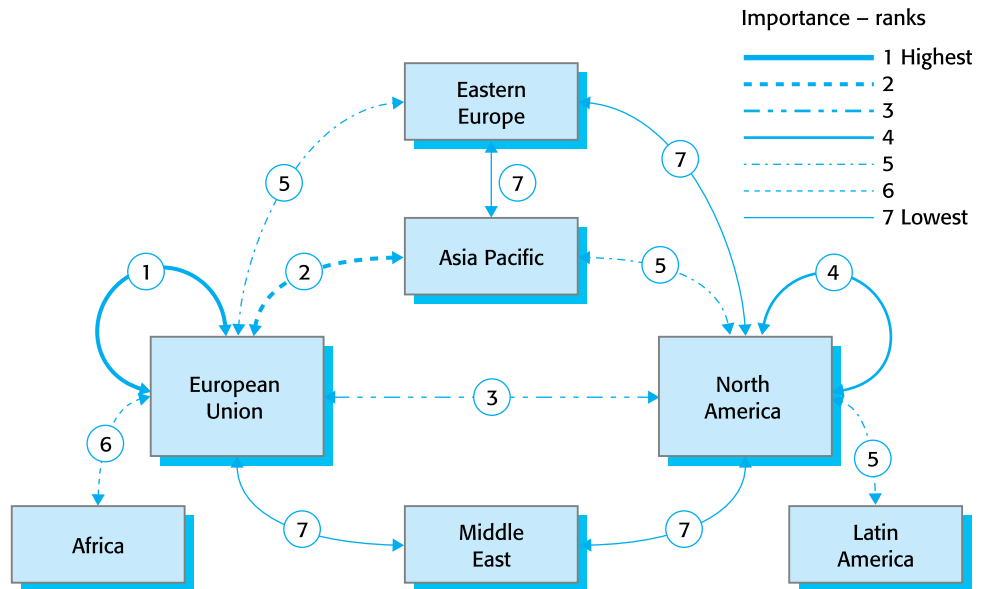 Importance – ranks
1 Highest
2
3
4
5
6
7 Lowest
Eastern
Europe
7
5
7
Asia Pacific
1
2
5
4
European
Union
3
North
America
6
5
Africa
7
Middle
East
7
Latin
America